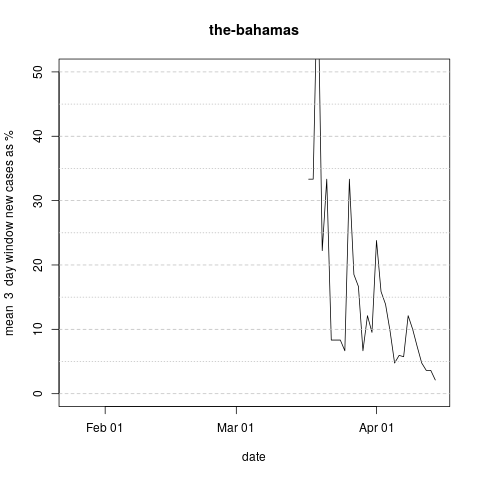 the-bahamas
mean 3 day window new cases as %
50
40
30
20
10
0
Feb 01
Mar 01
Apr 01
date